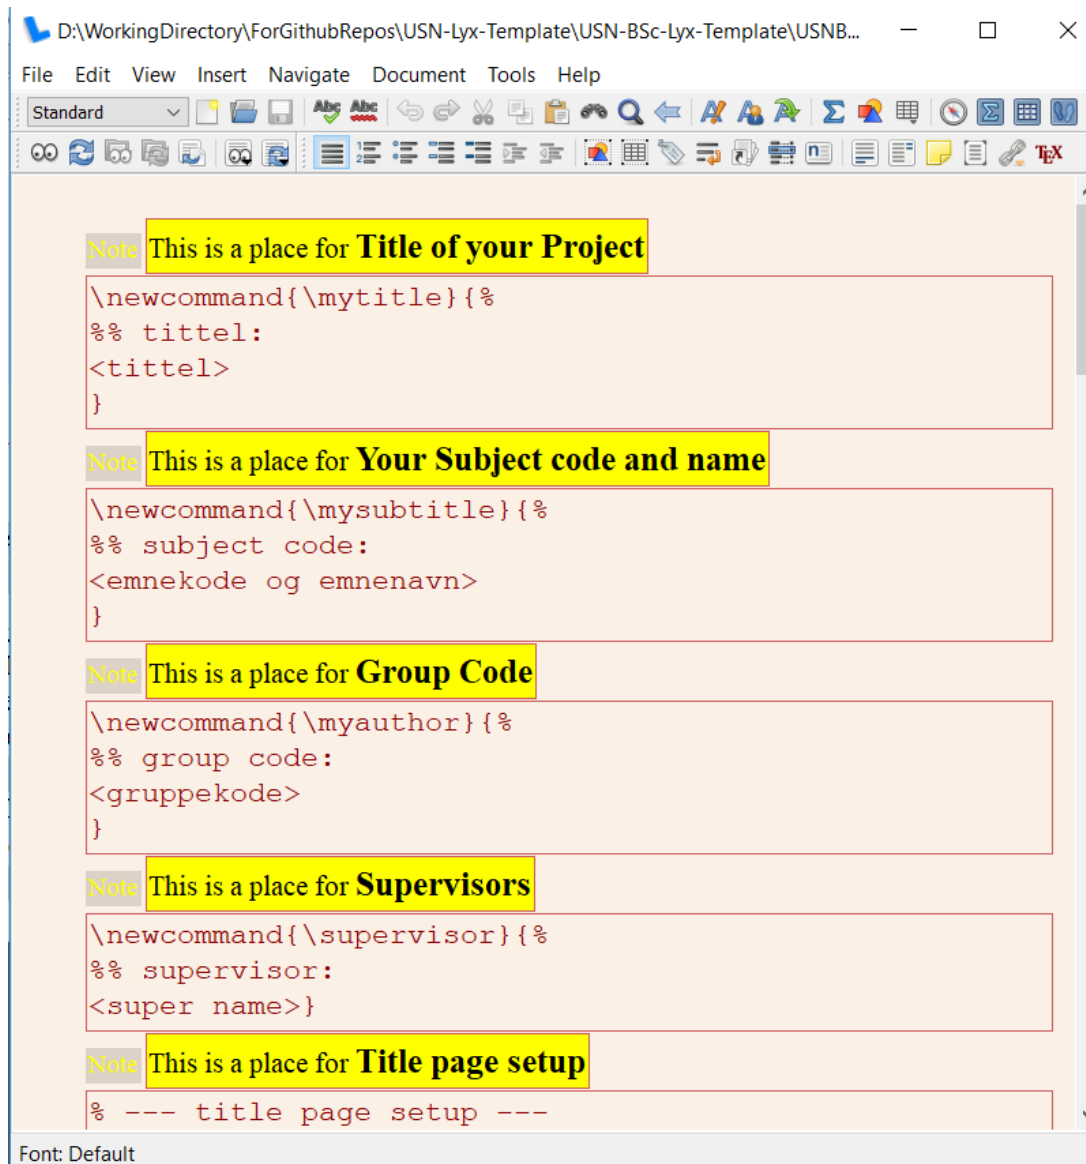 D:\WorkingDirectory\ForGithubRepos\USN-Lyx-Template\USN-BSc-Lyx-Template\USNB...
File Edit View Insert Navigate Document Tools Help
Standard
Abc Abc
TEX
Note This is a place for Title of your Project
\newcommand{\mytitle}{%
%% tittel:
<tittel>
}
Note This is a place for Your Subject code and name
\newcommand{\mysubtitle}{%
%% subject code:
<emnekode og emnenavn>
}
Note This is a place for Group Code
\newcommand{\myauthor}{%
%% group code:
<gruppekode>
}
Note This is a place for Supervisors
\newcommand{\supervisor}{%
%% supervisor:
<super name>}
Note This is a place for Title page setup
% --- title page setup ---
Font: Default